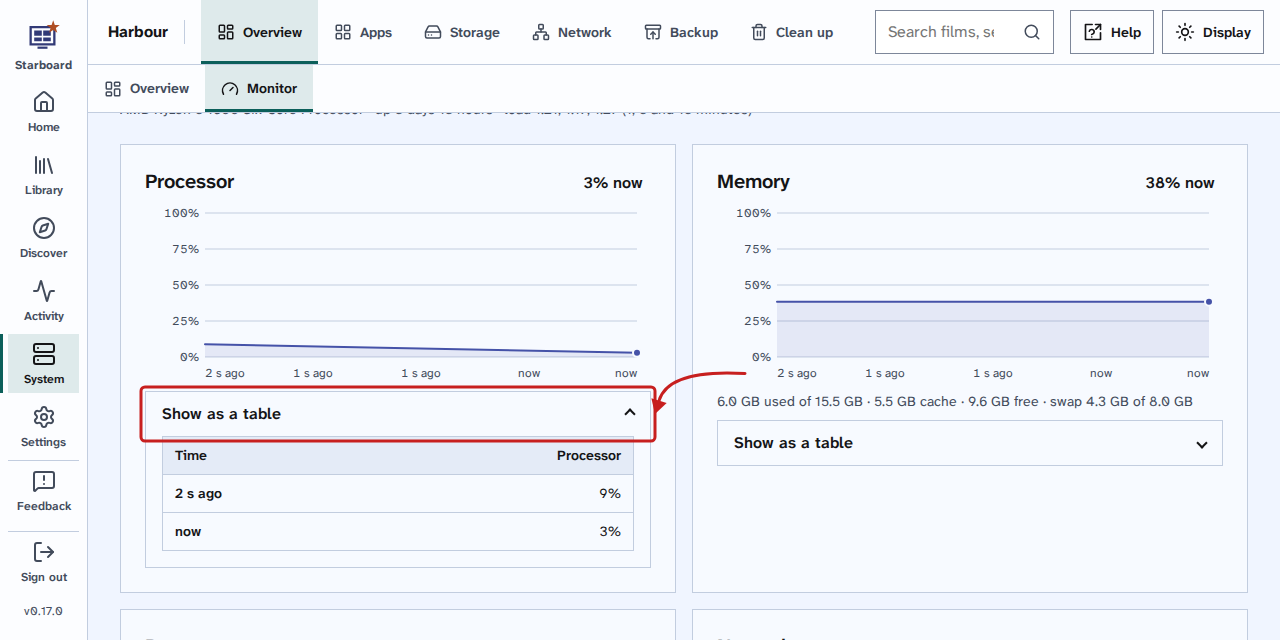 Starboard
Home
Library
Discover
Activity
System
Settings
Feedback
Sign out
v0.17.0
Harbour
Overview
Apps
Storage
Network
Backup
Clean up
Search films, se
Help
Display
Overview
Monitor
Processor
3% now
100%
75%
50%
25%
0%
2 s ago 1 s ago 1 s ago now now
Show as a table
Time Processor
2 s ago 9%
now 3%
Memory
38% now
100%
75%
50%
25%
0%
2 s ago 1 s ago 1 s ago now now
6.0 GB used of 15.5 GB · 5.5 GB cache · 9.6 GB free · swap 4.3 GB of 8.0 GB
Show as a table